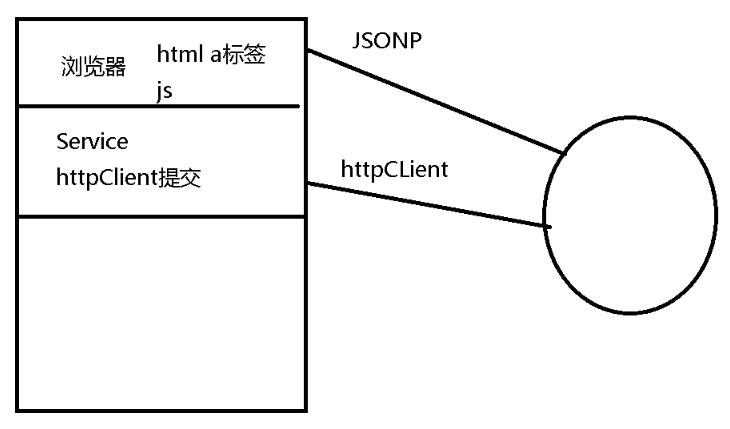 浏览器 html a标签
js
JSONP
Service
httpClient提交
httpCLient